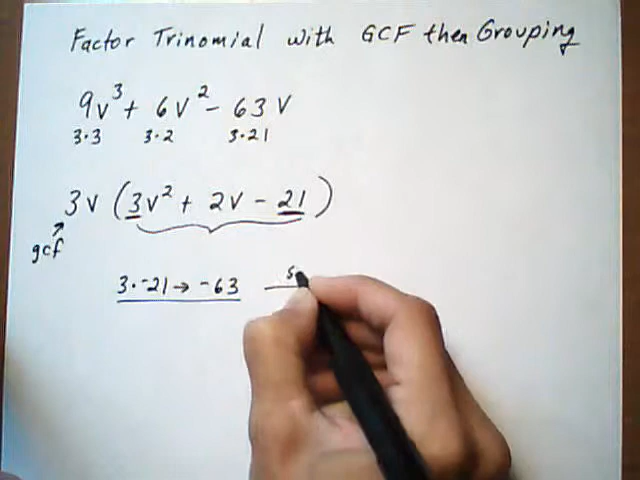 Factor Trinomial with GCF then Grouping
9v³ + 6v² - 63v
3·3 3·2 3·21
3v (3v² + 2v - 21)
gcf
3·-21 → -63